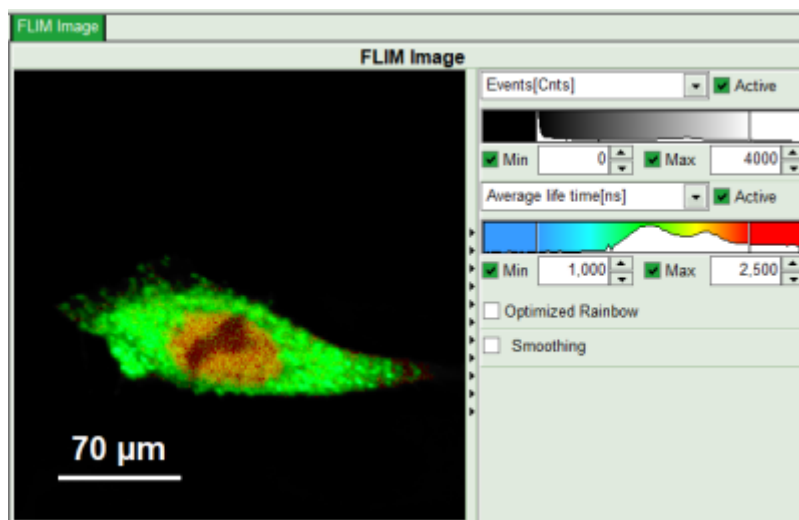 FLIM Image
FLIM Image
Events[Cnts] Active
Min 0 Max 4000
Average life time[ns] Active
Min 1,000 Max 2,500
Optimized Rainbow
Smoothing
70 µm